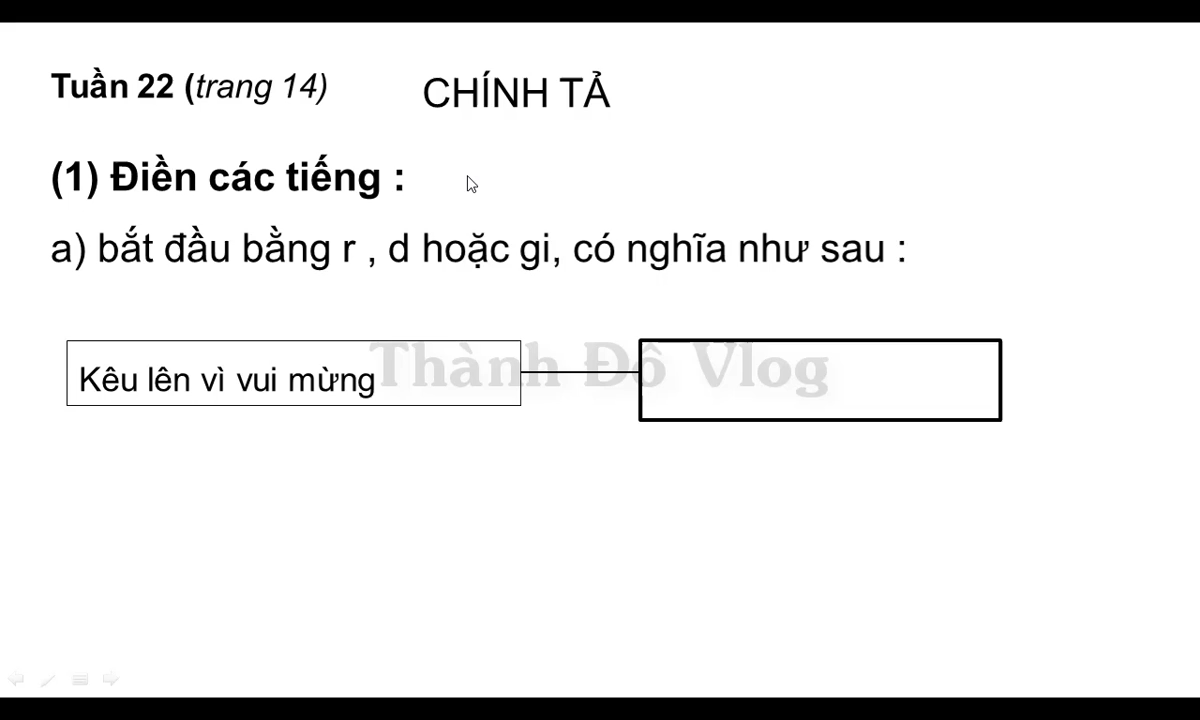 Tuần 22 (trang 14) CHÍNH TẢ
(1) Điền các tiếng :
a) bắt đầu bằng r , d hoặc gi, có nghĩa như sau :
Kêu lên vì vui mừng
Thành Đô Vlog